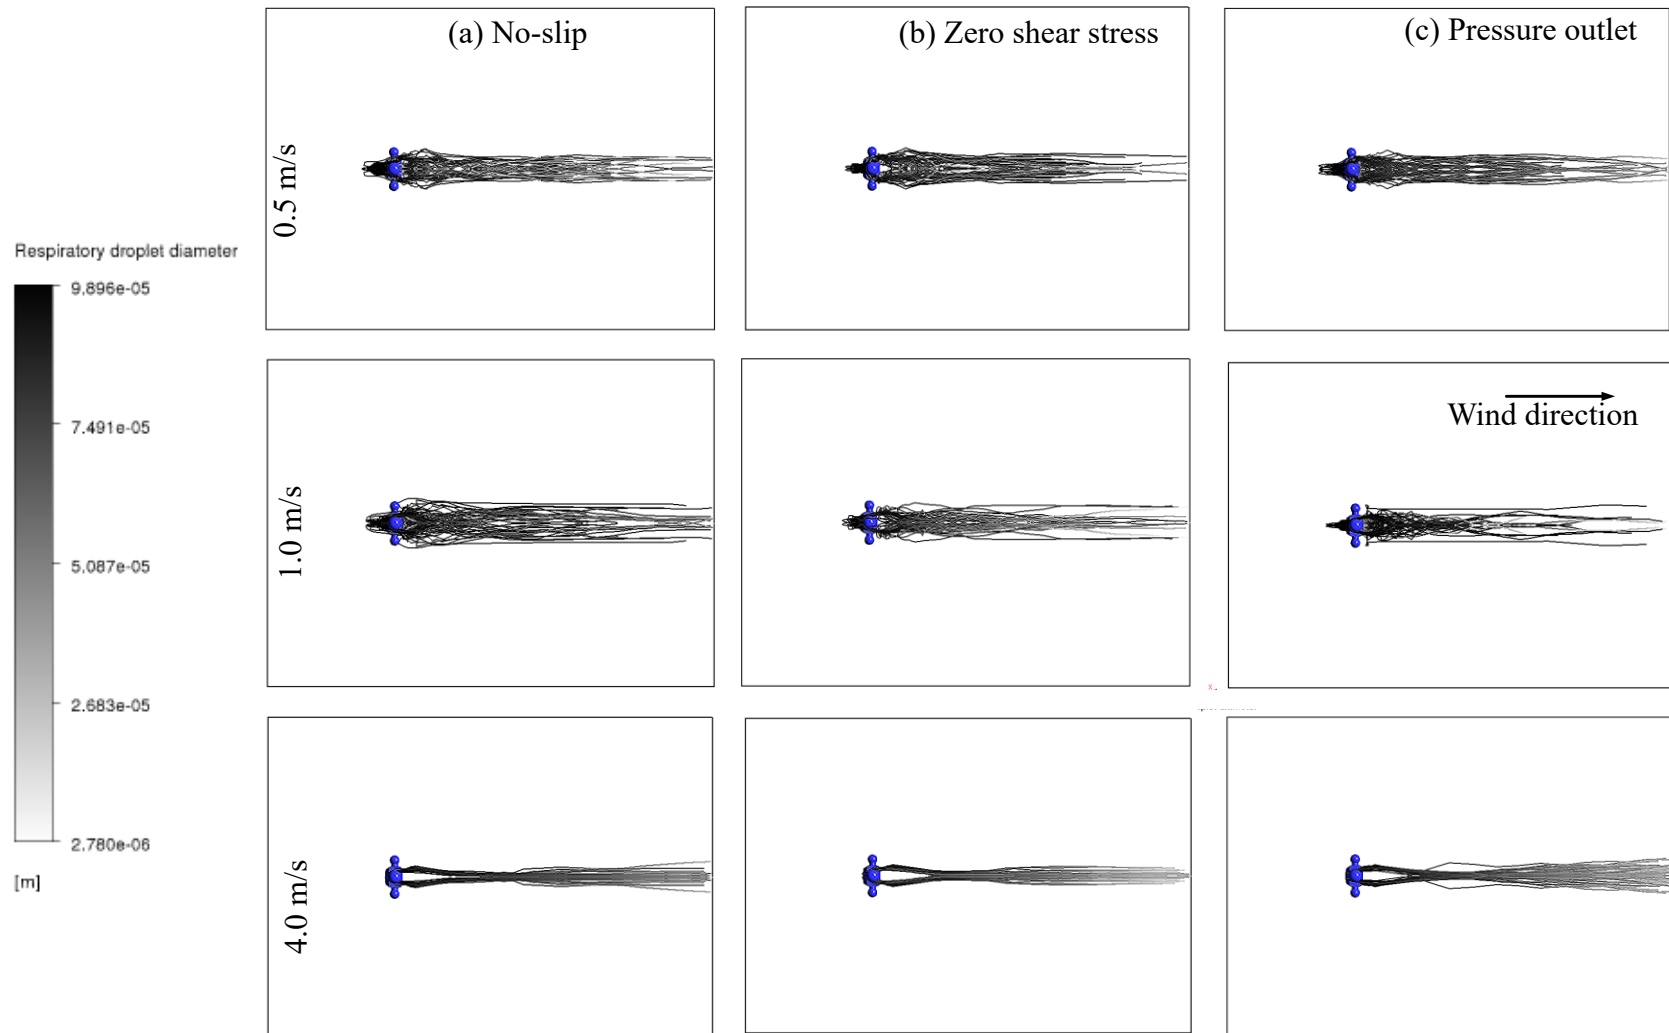 (a) No-slip
(b) Zero shear stress
(c) Pressure outlet
0.5 m/s
Respiratory droplet diameter
9.896e-05
7.491e-05
5.087e-05
2.683e-05
2.780e-06
[m]
Wind direction
1.0 m/s
4.0 m/s